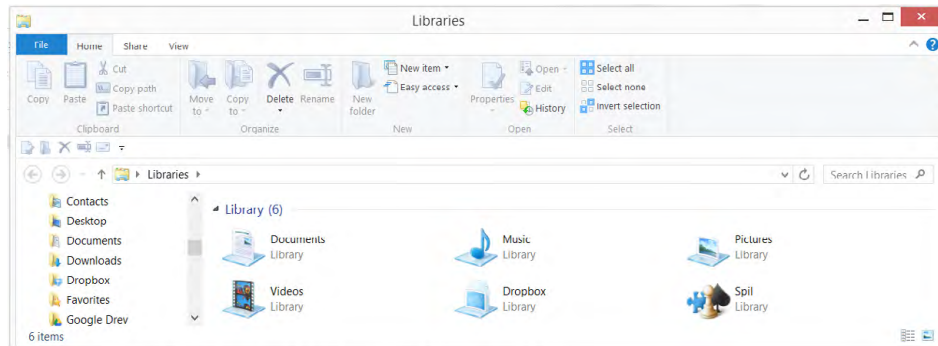 Libraries
File Home Share View
Copy Paste Cut Copy path Paste shortcut Move to Copy to Delete Rename New folder New item Easy access Properties Open Edit History Select all Select none Invert selection
Clipboard Organize New Open Select
Libraries Search Libraries
Contacts
Desktop
Documents
Downloads
Dropbox
Favorites
Google Drev
Library (6)
Documents Music Pictures
Library Library Library
Videos Dropbox Spil
Library Library Library
6 items